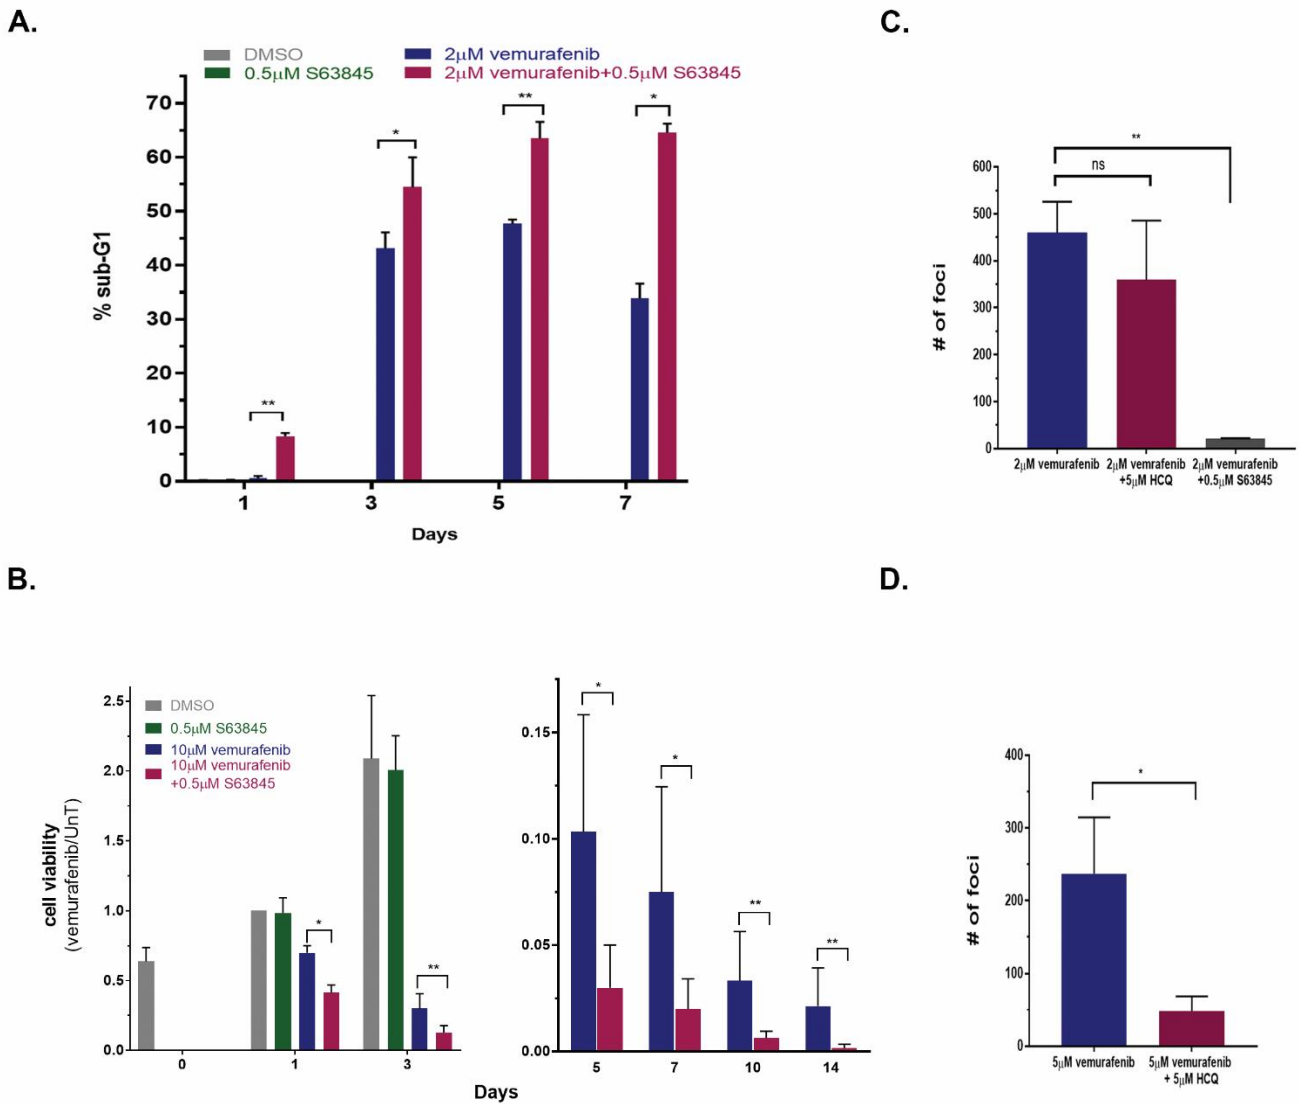 A.
DMSO
2μM vemurafenib
0.5μM S63845
2μM vemurafenib+0.5μM S63845
70
60
50
40
30
20
10
0
% sub-G1
**
*
**
*
1 3 5 7
Days
C.
600
500
400
300
200
100
0
# of foci
**
ns
2μM vemurafenib
2μM vemrafenib
+5μM HCQ
2μM vemurafenib
+0.5μM S63845
B.
DMSO
0.5μM S63845
10μM vemurafenib
10μM vemurafenib
+0.5μM S63845
2.5
2.0
1.5
1.0
0.5
0.0
cell viability
(vemurafenib/UnT)
*
**
0 1 3
0.15
0.10
0.05
0.00
*
*
**
**
5 7 10 14
Days
D.
400
300
200
100
0
# of foci
*
5μM vemurafenib
5μM vemurafenib
+ 5μM HCQ